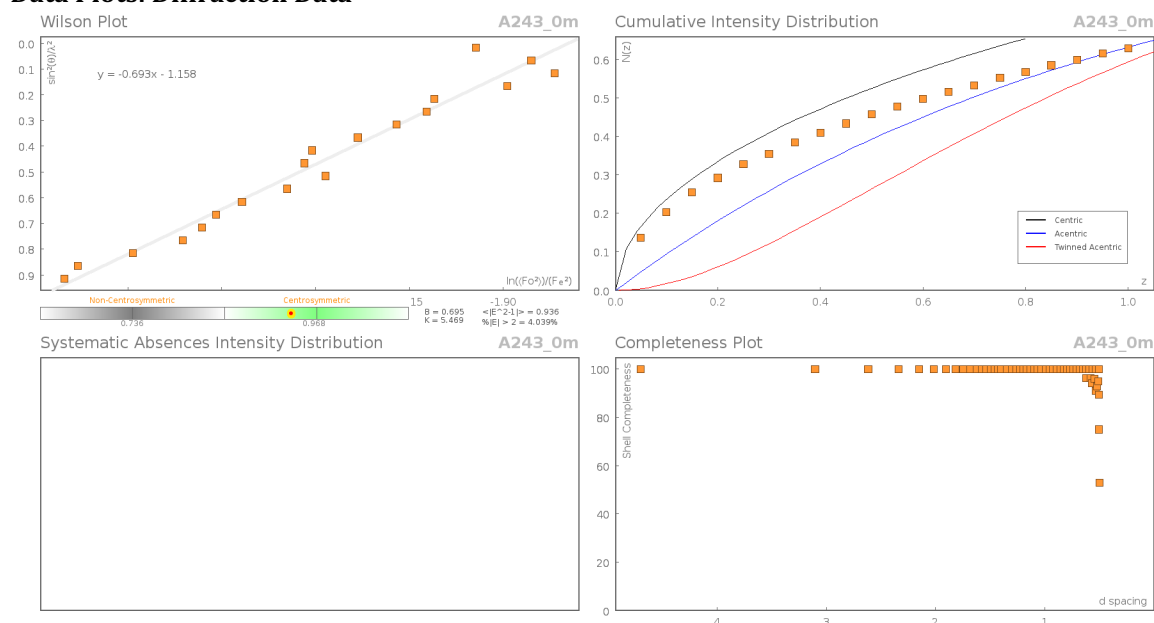 Data Plots: Diffraction Data
Wilson Plot
A243_0m
0.0
0.1
0.2
0.3
0.4
0.5
0.6
0.7
0.8
0.9
sin²(θ)/λ²
y = -0.693x - 1.158
ln(⟨Fo²⟩)/(Fₑ²)
15
-1.90
Non-Centrosymmetric
Centrosymmetric
0.736
0.968
B = 0.695
K = 5.469
<|E^2-1|> = 0.936
%|E| > 2 = 4.039%
Cumulative Intensity Distribution
A243_0m
N(z)
0.6
0.5
0.4
0.3
0.2
0.1
0.0
Centric
Acentric
Twinned Acentric
z
0.0
0.2
0.4
0.6
0.8
1.0
Systematic Absences Intensity Distribution
A243_0m
Completeness Plot
A243_0m
Shell Completeness
100
80
60
40
20
0
d spacing
4
3
2
1